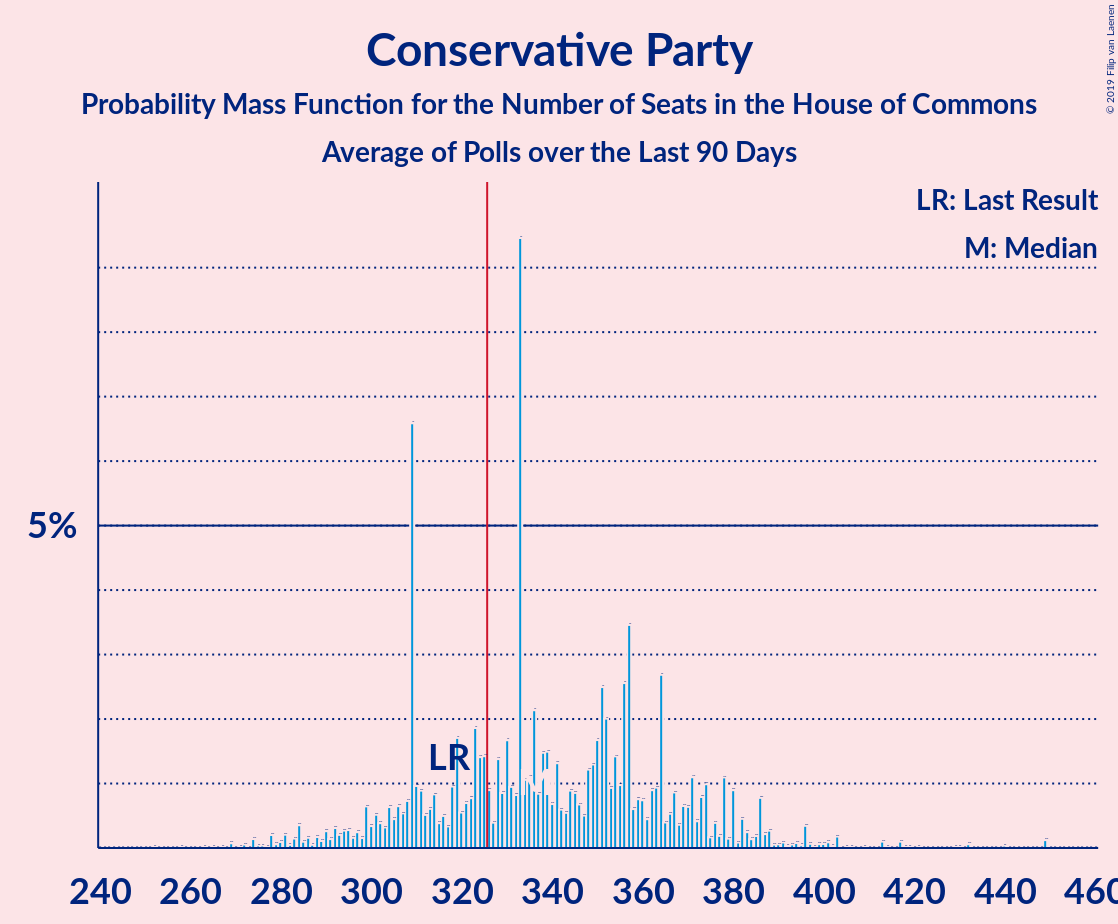 Conservative Party
Probability Mass Function for the Number of Seats in the House of Commons
Average of Polls over the Last 90 Days
© 2019 Filip van Laenen
LR: Last Result
M: Median
5%
LR
240 260 280 300 320 340 360 380 400 420 440 460